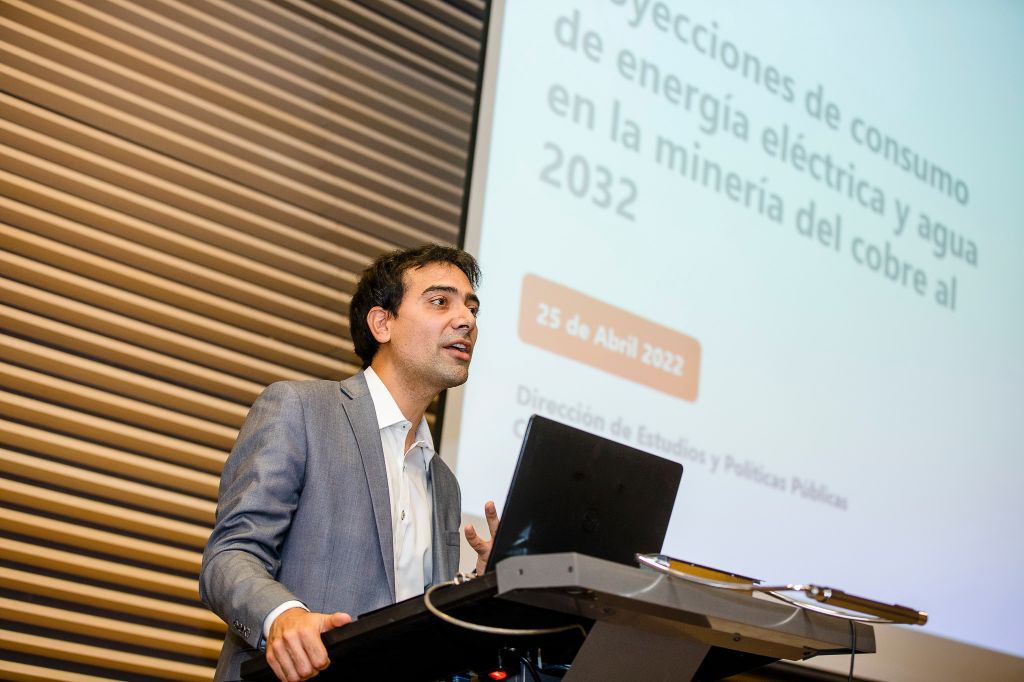 oyecciones de consumo
de energía eléctrica y agua
en la minería del cobre al
2032
25 de Abril 2022
Dirección de Estudios y Políticas Públicas